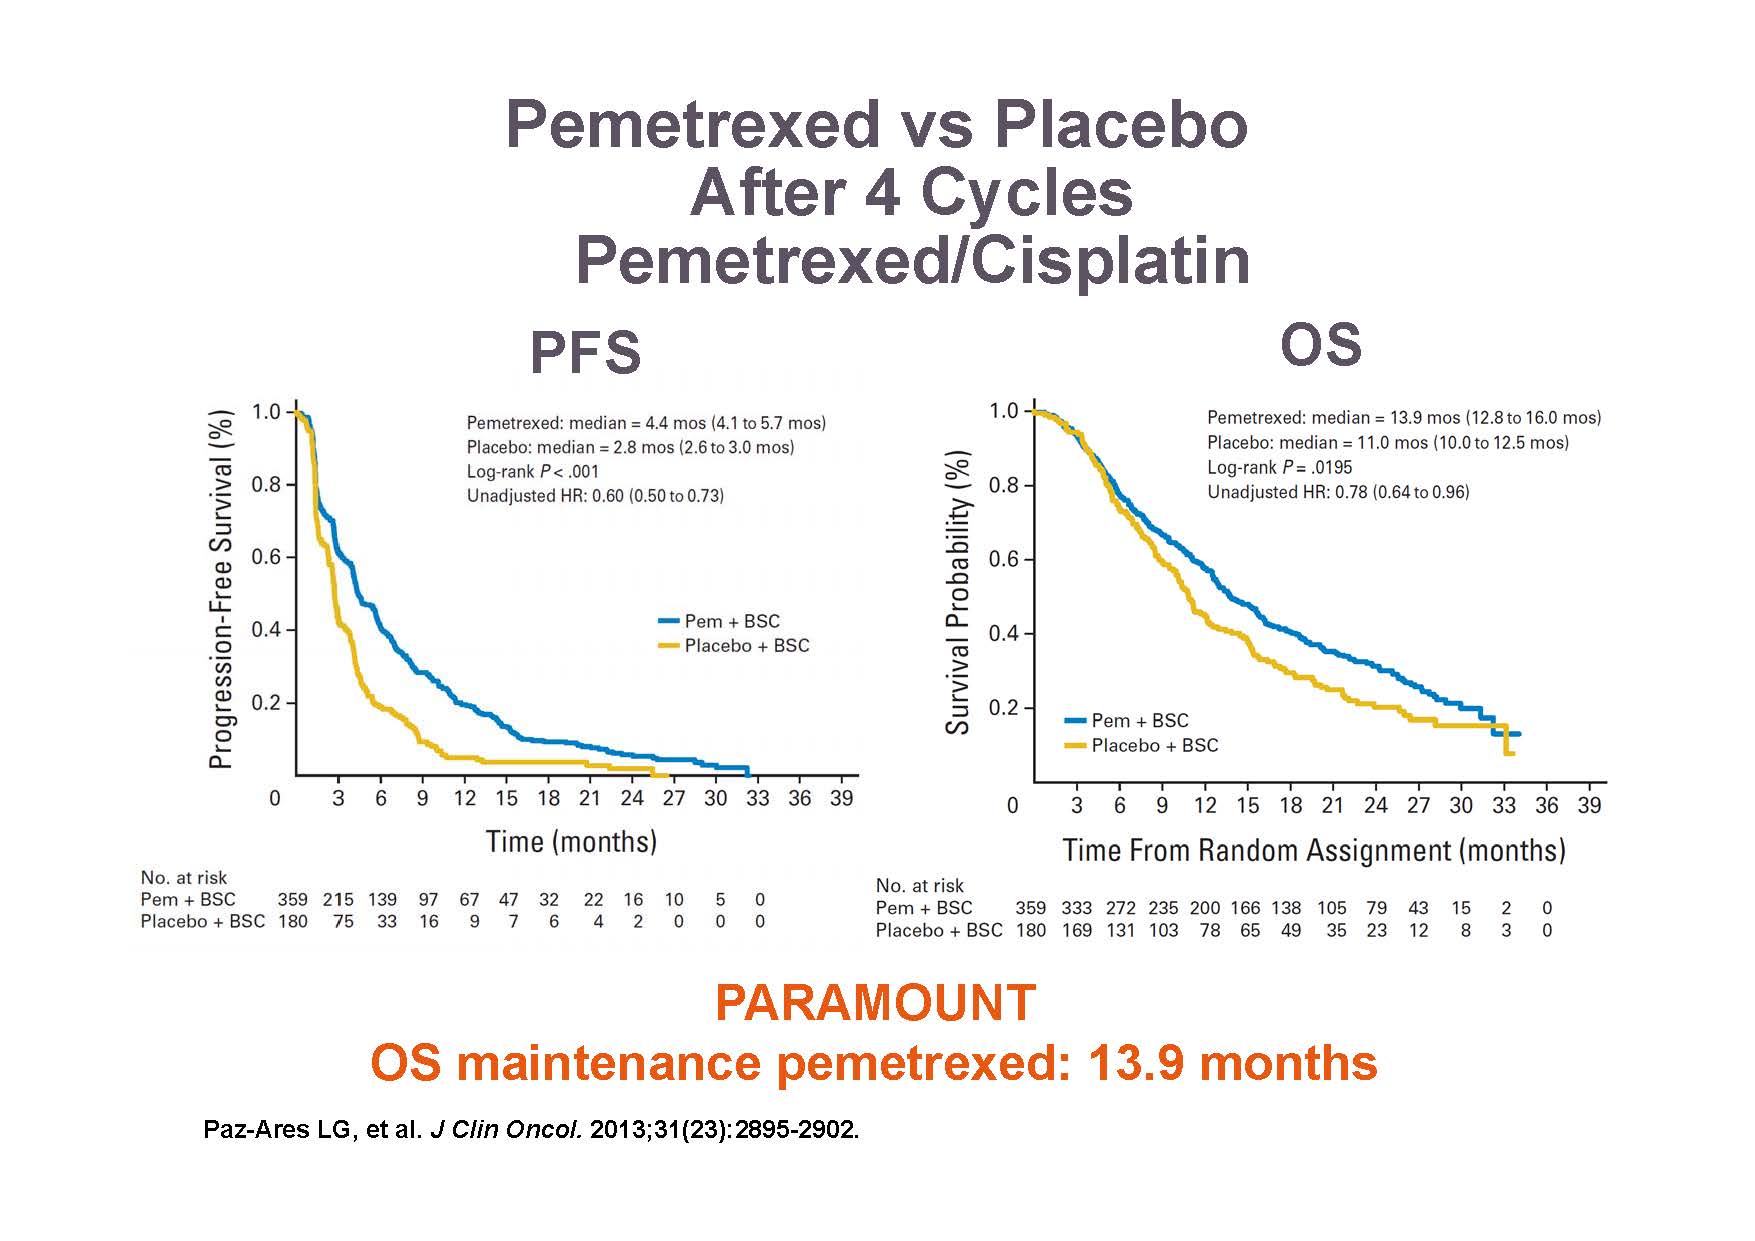 Pemetrexed vs Placebo
After 4 Cycles
Pemetrexed/Cisplatin
PFS
Progression-Free Survival (%)
1.0
0.8
0.6
0.4
0.2
Pemetrexed: median = 4.4 mos (4.1 to 5.7 mos)
Placebo: median = 2.8 mos (2.6 to 3.0 mos)
Log-rank P < .001
Unadjusted HR: 0.60 (0.50 to 0.73)
Pem + BSC
Placebo + BSC
0 3 6 9 12 15 18 21 24 27 30 33 36 39
Time (months)
No. at risk
Pem + BSC 359 215 139 97 67 47 32 22 16 10 5 0
Placebo + BSC 180 75 33 16 9 7 6 4 2 0 0 0
OS
Survival Probability (%)
1.0
0.8
0.6
0.4
0.2
Pemetrexed: median = 13.9 mos (12.8 to 16.0 mos)
Placebo: median = 11.0 mos (10.0 to 12.5 mos)
Log-rank P = .0195
Unadjusted HR: 0.78 (0.64 to 0.96)
Pem + BSC
Placebo + BSC
0 3 6 9 12 15 18 21 24 27 30 33 36 39
Time From Random Assignment (months)
No. at risk
Pem + BSC 359 333 272 235 200 166 138 105 79 43 15 2 0
Placebo + BSC 180 169 131 103 78 65 49 35 23 12 8 3 0
PARAMOUNT
OS maintenance pemetrexed: 13.9 months
Paz-Ares LG, et al. J Clin Oncol. 2013;31(23):2895-2902.